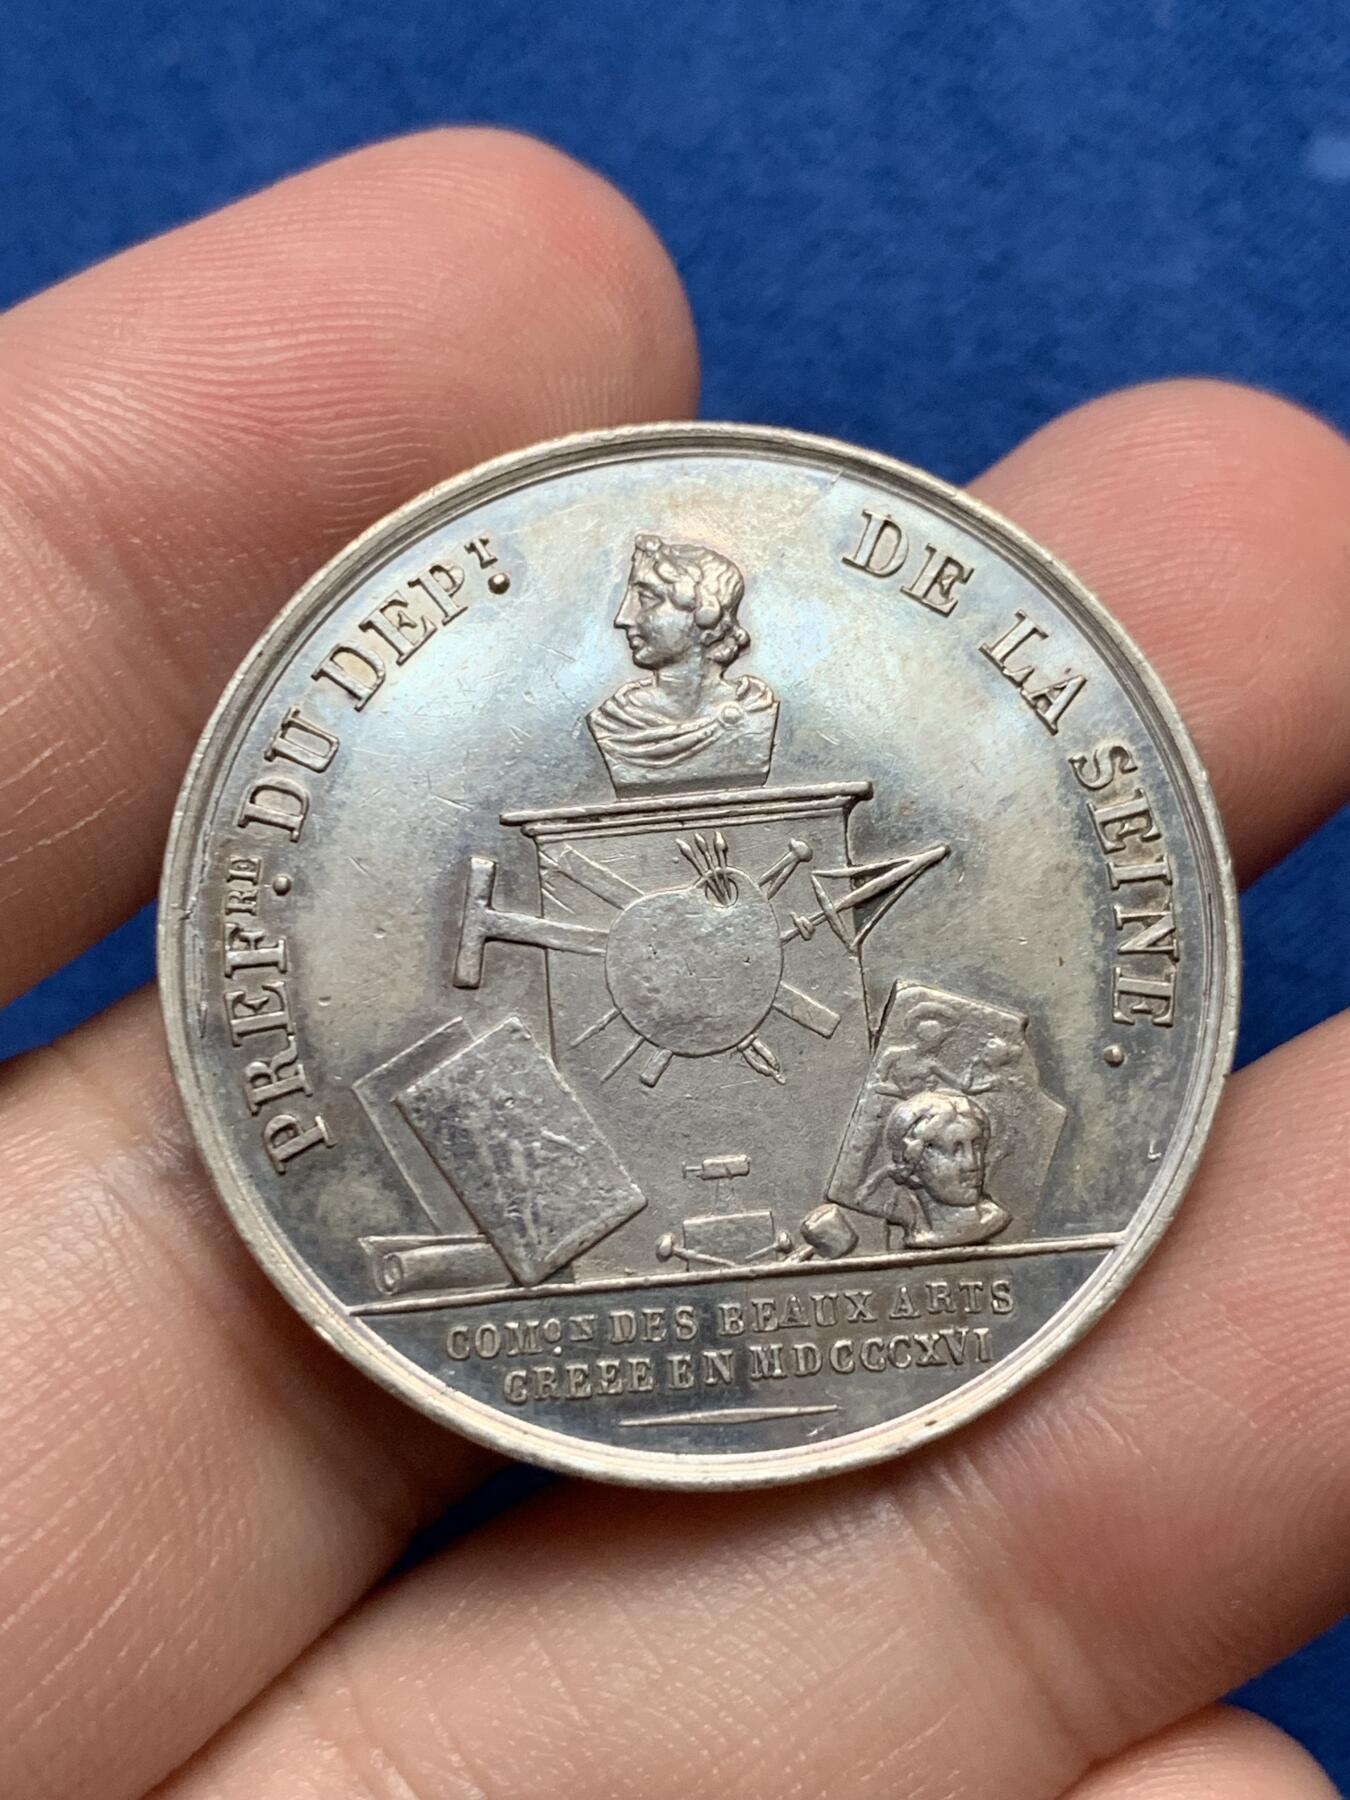 PREFRE. DU DEPT. DE LA SEINE.
COMON. DES BEAUX ARTS
CREEE EN MDCCCXVI